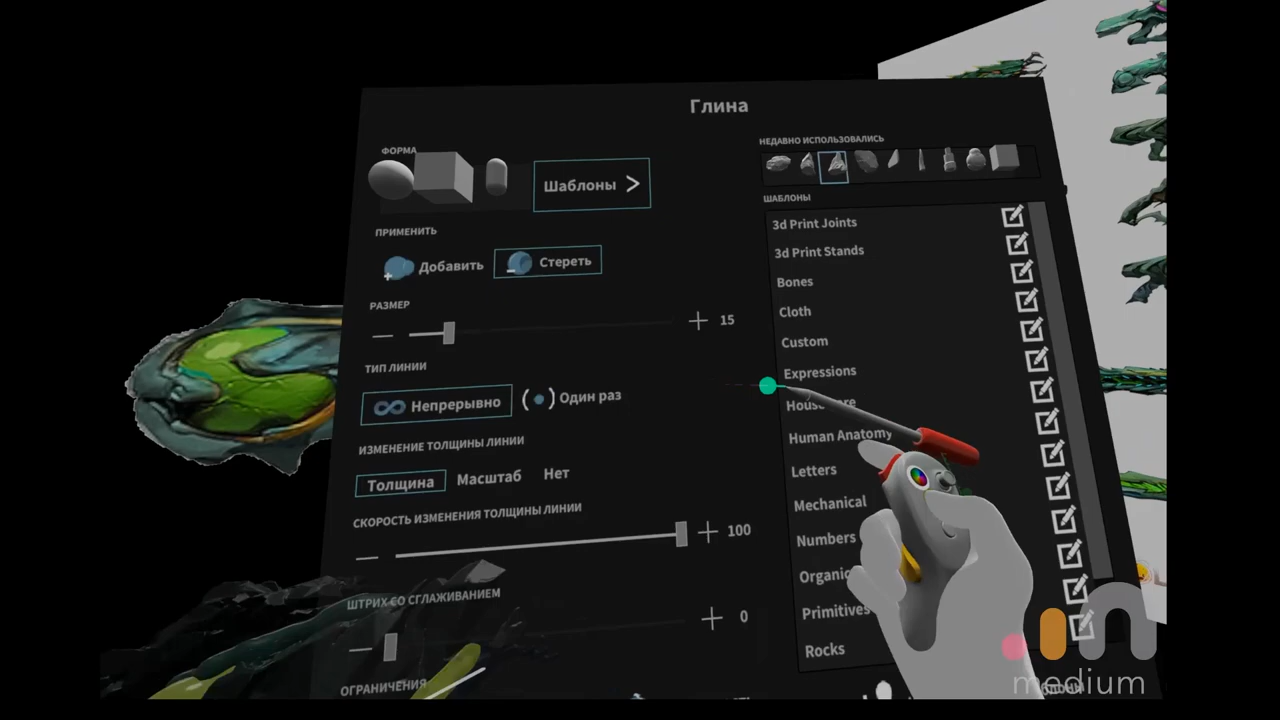 Глина
ФОРМА
Шаблоны >
ПРИМЕНИТЬ
Добавить
Стереть
РАЗМЕР
15
ТИП ЛИНИИ
Непрерывно
Один раз
ИЗМЕНЕНИЕ ТОЛЩИНЫ ЛИНИИ
Толщина Масштаб Нет
СКОРОСТЬ ИЗМЕНЕНИЯ ТОЛЩИНЫ ЛИНИИ
100
ШТРИХ СО СГЛАЖИВАНИЕМ
0
ОГРАНИЧЕНИЯ
НЕДАВНО ИСПОЛЬЗОВАЛИСЬ
ШАБЛОНЫ
3d Print Joints
3d Print Stands
Bones
Cloth
Custom
Expressions
Human Anatomy
Letters
Mechanical
Numbers
Primitives
Rocks
medium